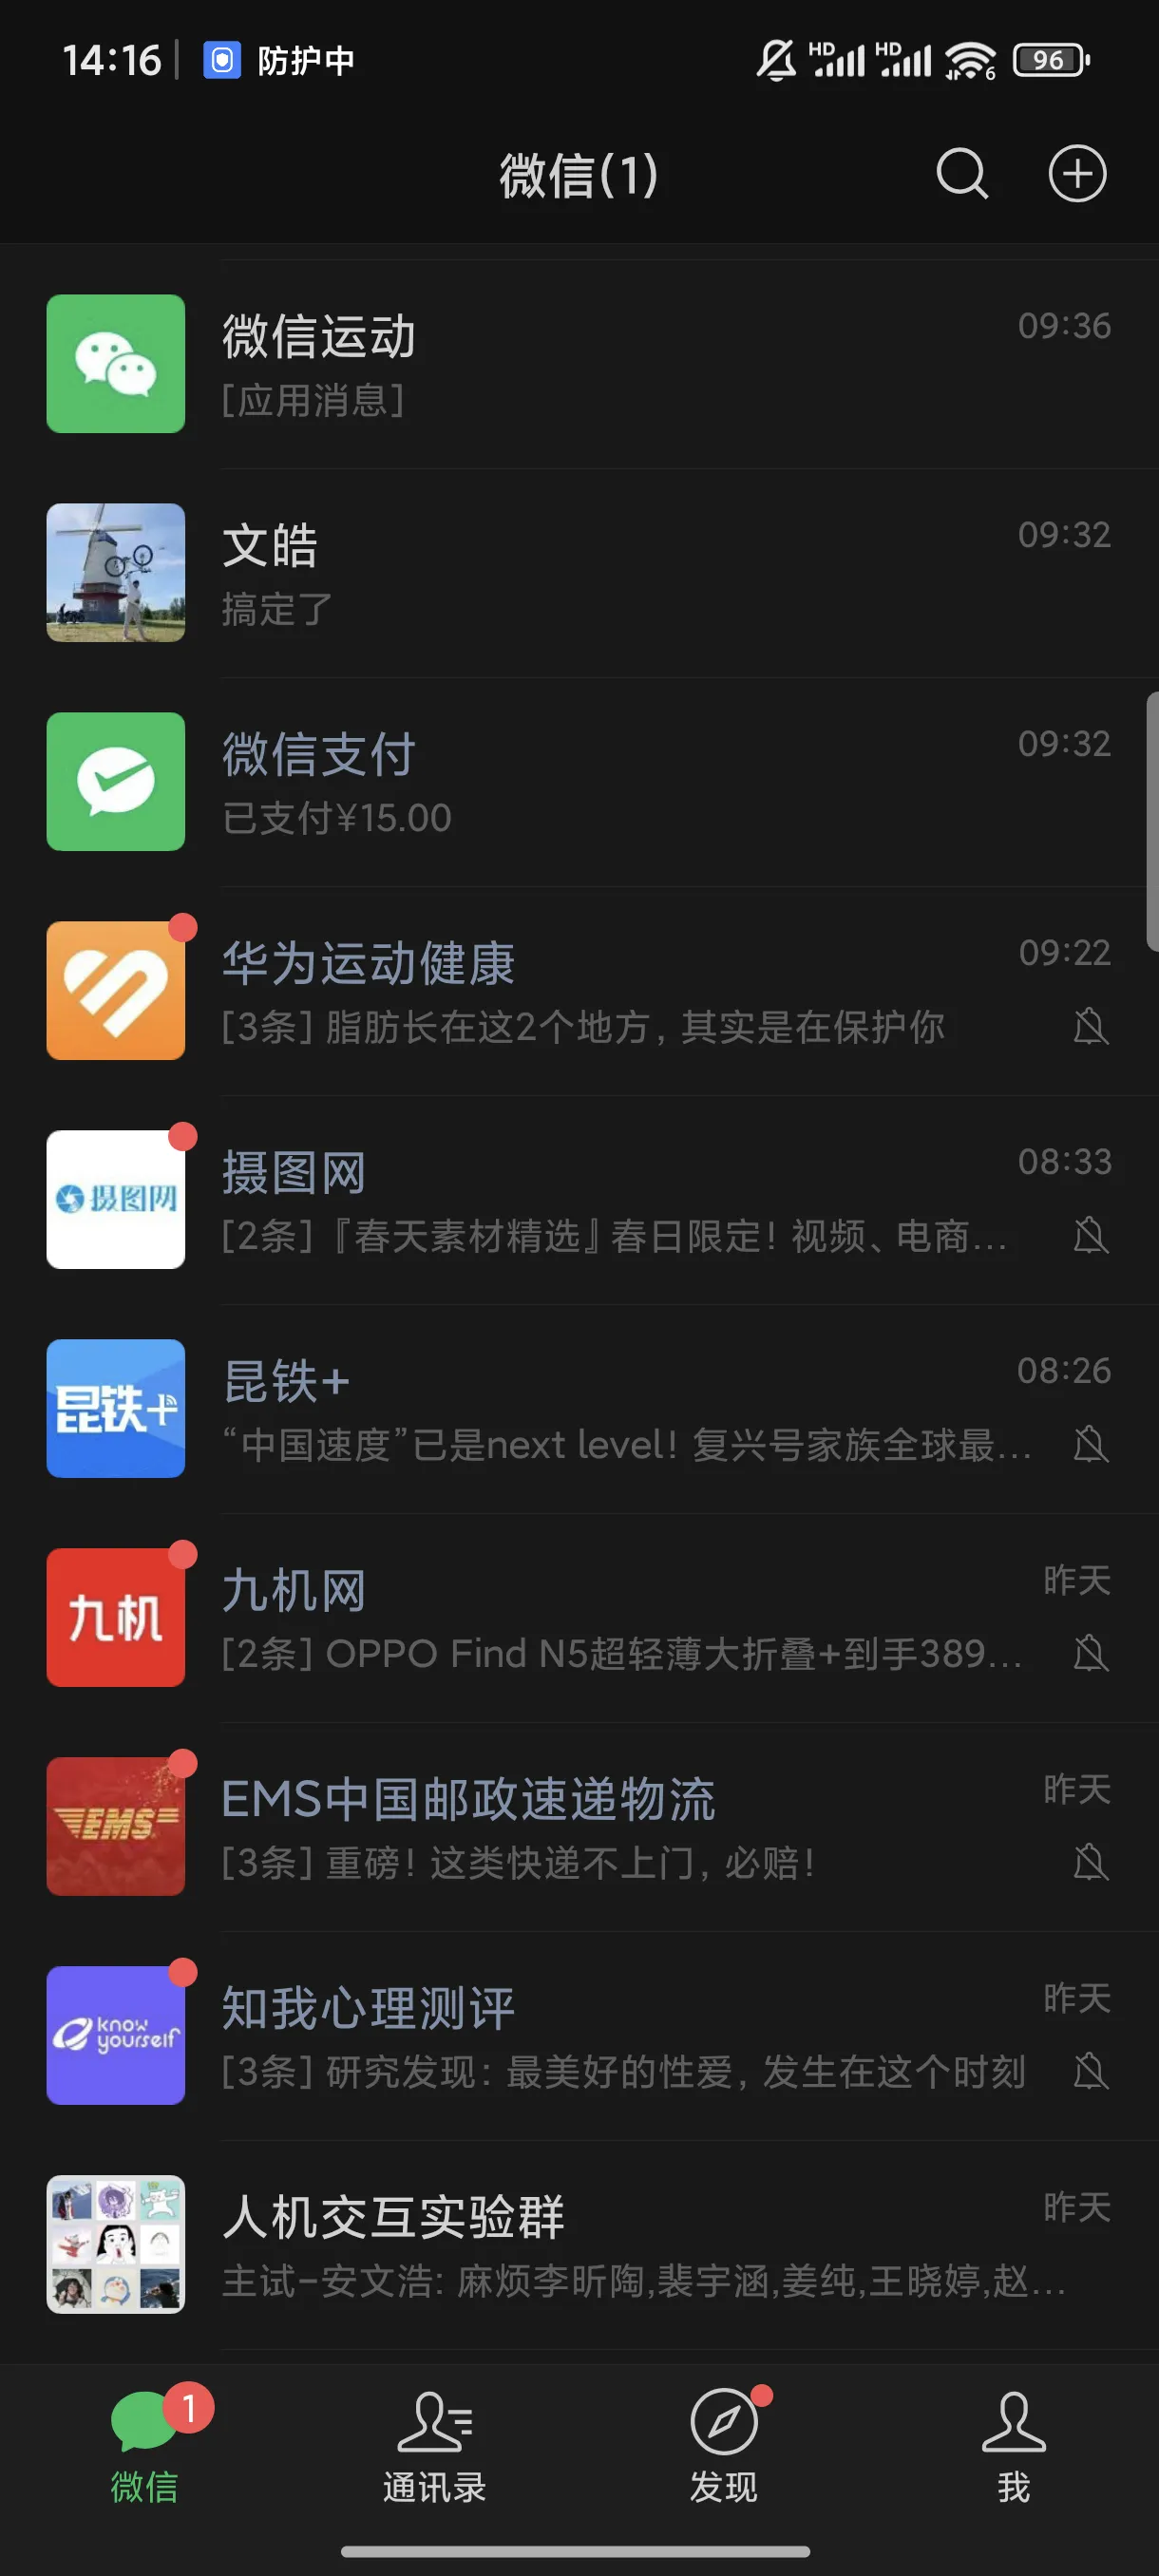 14:16 防护中 HD HD 6 96
微信(1)
微信运动 09:36
[应用消息]
文皓 09:32
搞定了
微信支付 09:32
已支付¥15.00
华为运动健康 09:22
[3条] 脂肪长在这2个地方，其实是在保护你
摄图网 08:33
摄图网
[2条]『春天素材精选』春日限定！视频、电商...
昆铁+ 08:26
昆铁+
“中国速度”已是next level！复兴号家族全球最...
九机网 昨天
九机
[2条] OPPO Find N5超轻薄大折叠+到手389...
EMS中国邮政速递物流 昨天
EMS
[3条] 重磅！这类快递不上门，必赔！
知我心理测评 昨天
know
yourself
[3条] 研究发现：最美好的性爱，发生在这个时刻
人机交互实验群 昨天
主试-安文浩: 麻烦李昕陶,裴宇涵,姜纯,王晓婷,赵...
1
微信 通讯录 发现 我